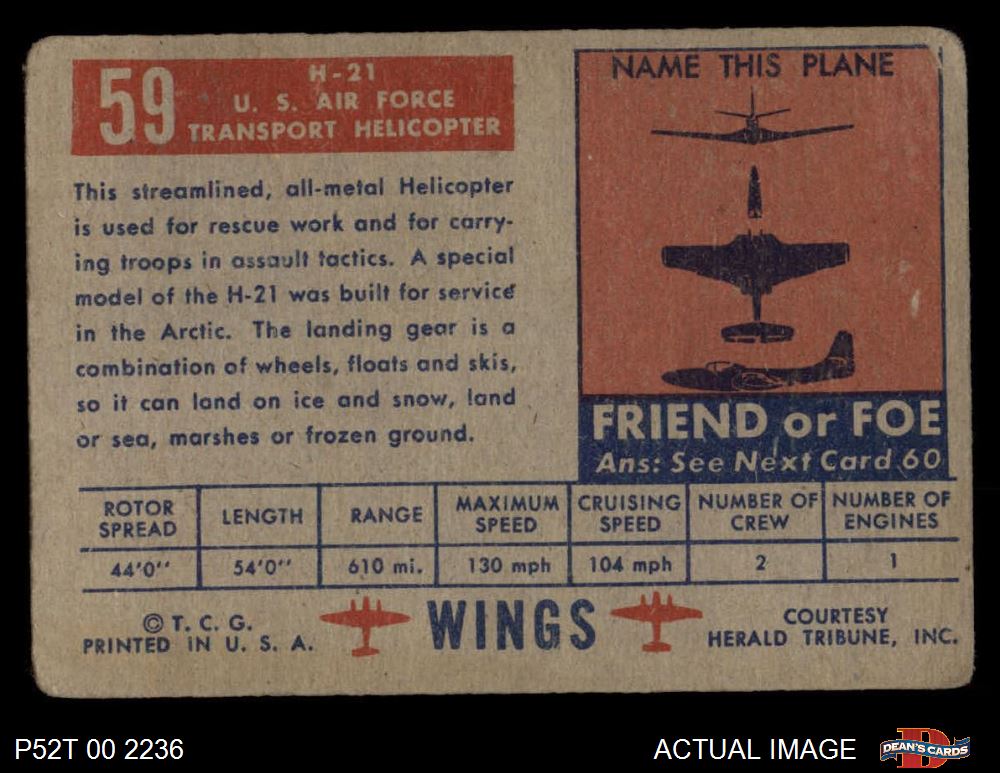 59
H-21
U. S. AIR FORCE
TRANSPORT HELICOPTER
This streamlined, all-metal Helicopter
is used for rescue work and for carry-
ing troops in assault tactics. A special
model of the H-21 was built for service
in the Arctic. The landing gear is a
combination of wheels, floats and skis,
so it can land on ice and snow, land
or sea, marshes or frozen ground.
NAME THIS PLANE
FRIEND or FOE
Ans: See Next Card 60
ROTOR SPREAD LENGTH RANGE MAXIMUM SPEED CRUISING SPEED NUMBER OF CREW NUMBER OF ENGINES
44'0'' 54'0'' 610 mi. 130 mph 104 mph 2 1
© T. C. G.
PRINTED IN U. S. A.
WINGS
COURTESY
HERALD TRIBUNE, INC.
P52T 00 2236
ACTUAL IMAGE
DEAN'S CARDS